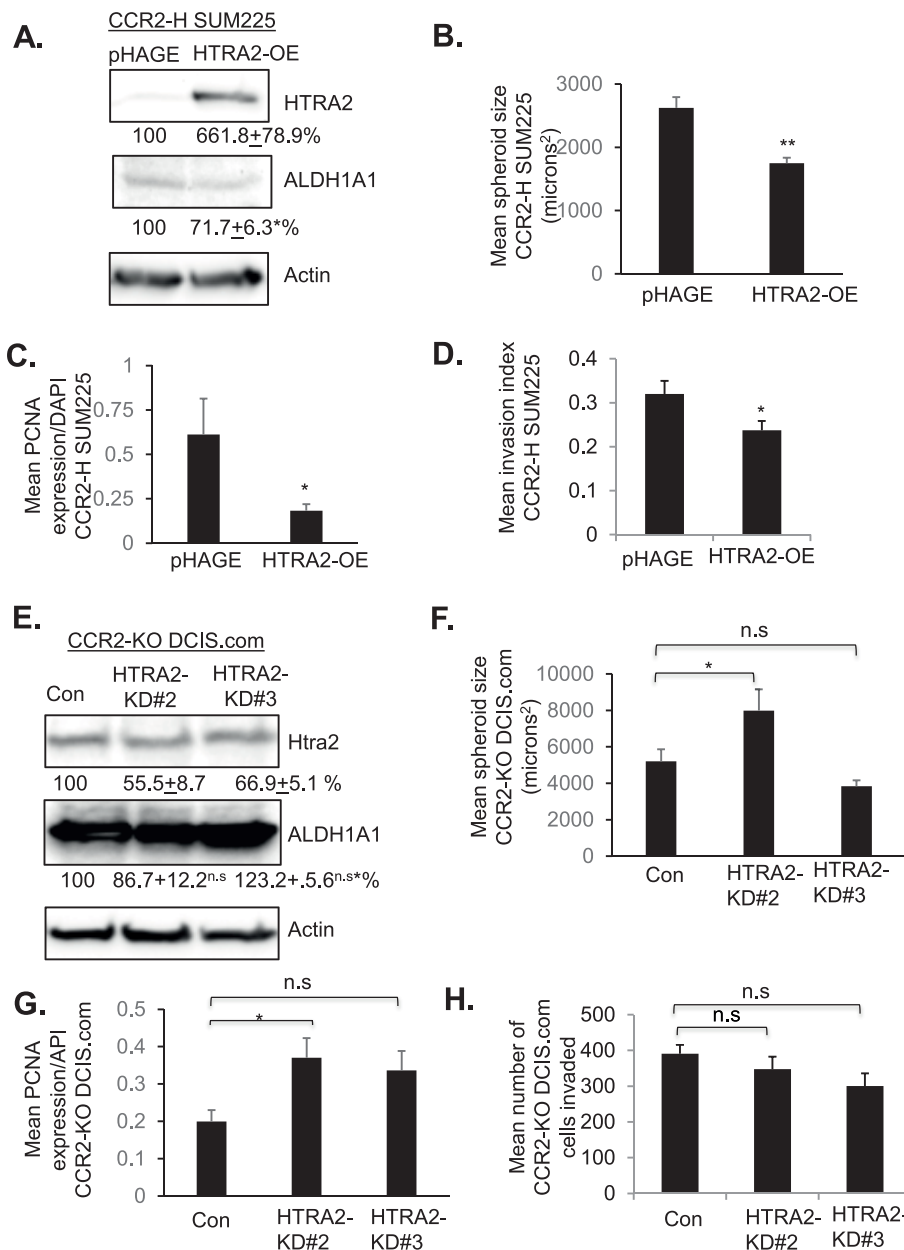 A.
CCR2-H SUM225
pHAGE HTRA2-OE
HTRA2
100 661.8±78.9%
ALDH1A1
100 71.7±6.3*%
Actin
B.
Mean spheroid size
CCR2-H SUM225
(microns²)
3000
2000
1000
0
**
pHAGE HTRA2-OE
C.
Mean PCNA
expression/DAPI
CCR2-H SUM225
1
0.75
0.5
0.25
0
*
pHAGE HTRA2-OE
D.
Mean invasion index
CCR2-H SUM225
0.4
0.3
0.2
0.1
0
*
pHAGE HTRA2-OE
E.
CCR2-KO DCIS.com
Con HTRA2-KD#2 HTRA2-KD#3
Htra2
100 55.5±8.7 66.9±5.1 %
ALDH1A1
100 86.7+12.2ⁿ·ˢ 123.2+.5.6ⁿ·ˢ*%
Actin
F.
Mean spheroid size
CCR2-KO DCIS.com
(microns²)
10000
8000
6000
4000
2000
0
n.s
*
Con HTRA2-KD#2 HTRA2-KD#3
G.
Mean PCNA
expression/API
CCR2-KO DCIS.com
0.5
0.4
0.3
0.2
0.1
0
n.s
*
Con HTRA2-KD#2 HTRA2-KD#3
H.
Mean number of
CCR2-KO DCIS.com
cells invaded
500
400
300
200
100
0
n.s
n.s
Con HTRA2-KD#2 HTRA2-KD#3